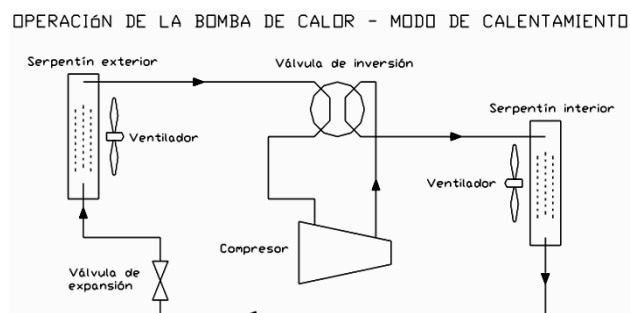 OPERACIóN DE LA BOMBA DE CALOR - MODO DE CALENTAMIENTO
Serpentín exterior
Válvula de inversión
Serpentín interior
Ventilador
Ventilador
Compresor
Válvula de
expansión